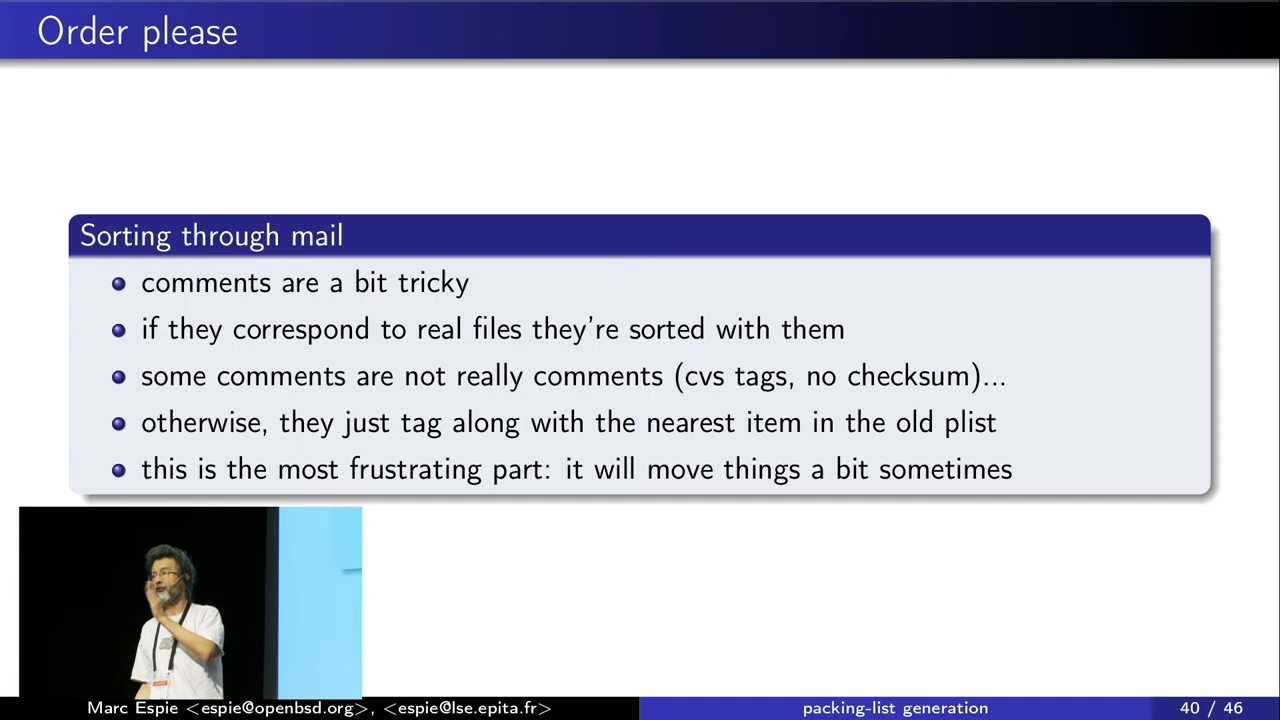 Order please
Sorting through mail
comments are a bit tricky
if they correspond to real files they're sorted with them
some comments are not really comments (cvs tags, no checksum)...
otherwise, they just tag along with the nearest item in the old plist
this is the most frustrating part: it will move things a bit sometimes
Marc Espie <espie@openbsd.org>, <espie@lse.epita.fr>
packing-list generation
40 / 46